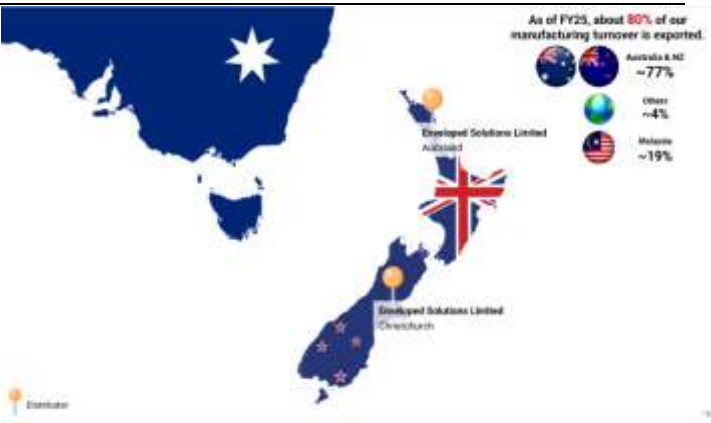 As of FY25, about 80% of our
manufacturing turnover is exported.
Australia & NZ
~77%
Others
~4%
Malaysia
~19%
Enveloped Solutions Limited
Auckland
Enveloped Solutions Limited
Christchurch
Distributor